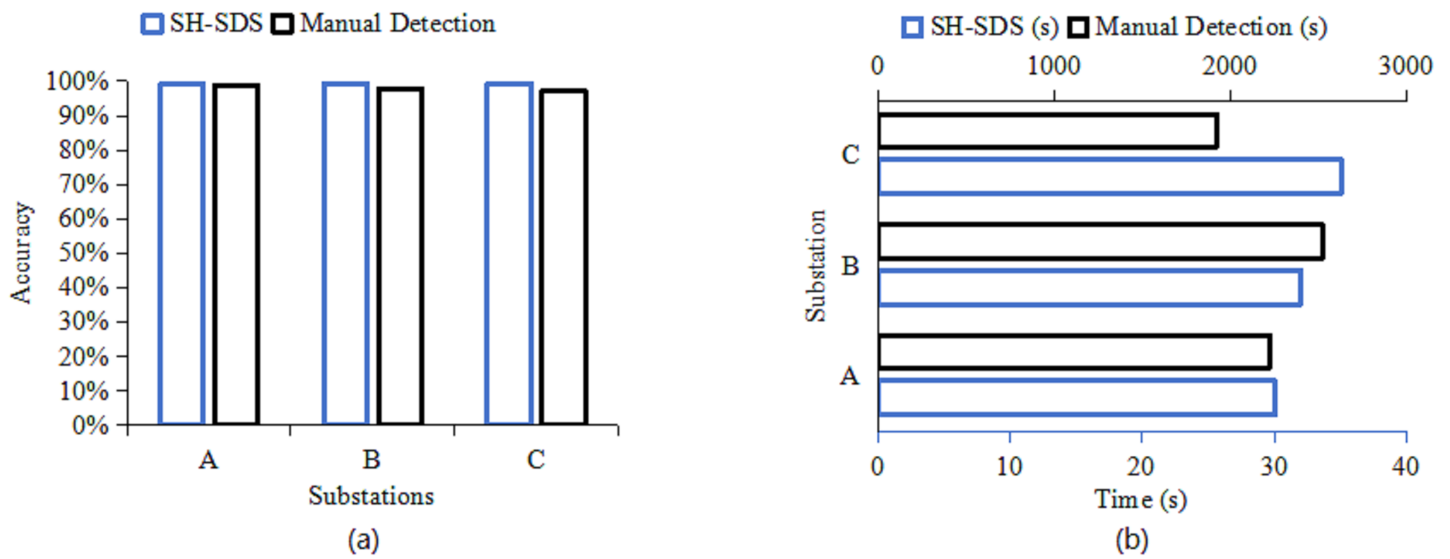 SH-SDS Manual Detection
100%
90%
80%
70%
60%
50%
40%
30%
20%
10%
0%
Accuracy
A B C
Substations
(a)
SH-SDS (s) Manual Detection (s)
0 1000 2000 3000
C
B
A
Substation
0 10 20 30 40
Time (s)
(b)